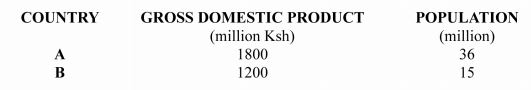 COUNTRY GROSS DOMESTIC PRODUCT POPULATION
(million Ksh) (million)
A 1800 36
B 1200 15